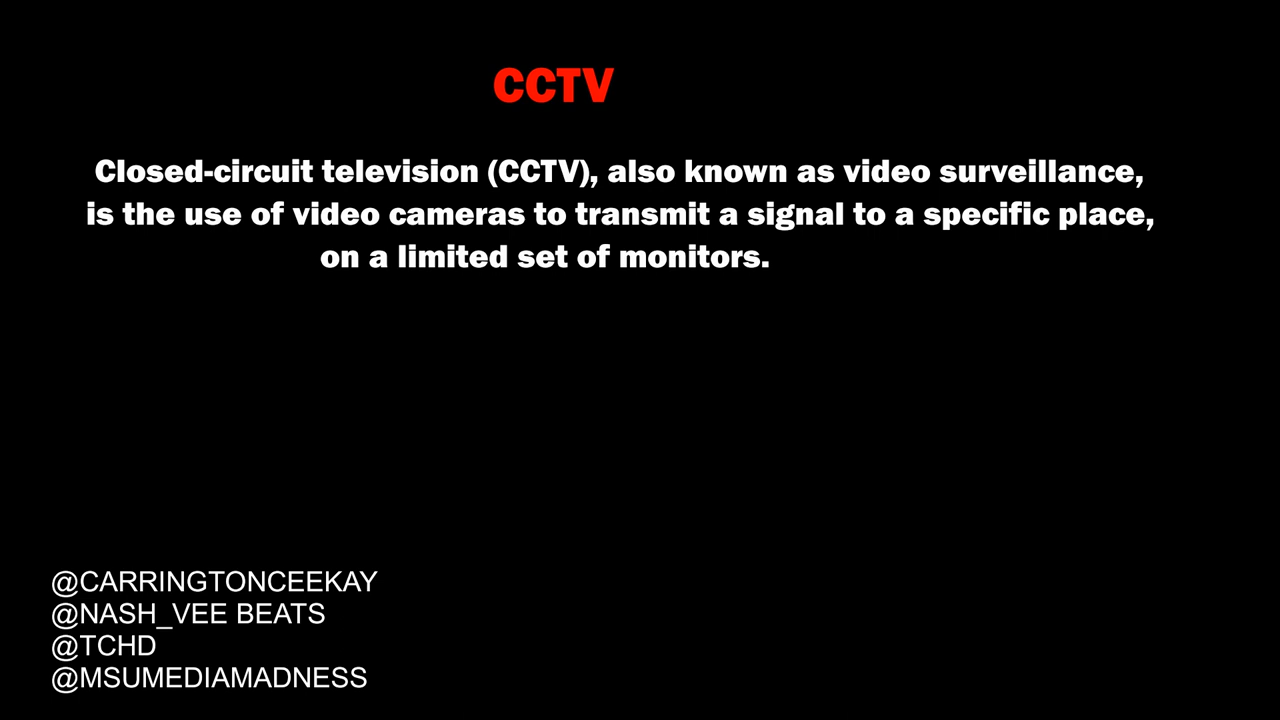 CCTV
Closed-circuit television (CCTV), also known as video surveillance,
is the use of video cameras to transmit a signal to a specific place,
on a limited set of monitors.
@CARRINGTONCEEKAY
@NASH_VEE BEATS
@TCHD
@MSUMEDIAMADNESS